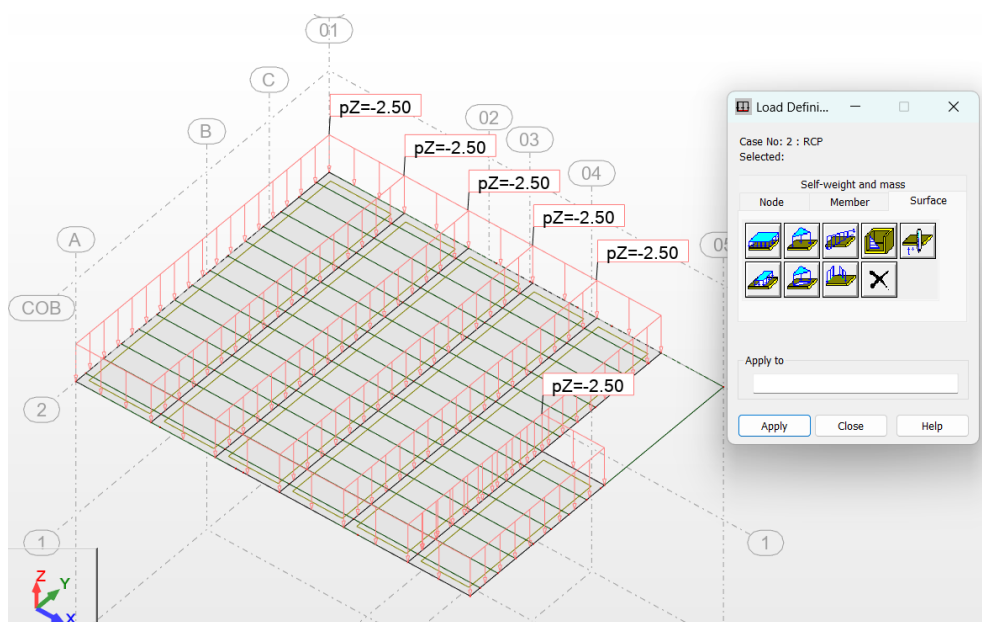 01
C
pZ=-2.50
B
02
pZ=-2.50
03
pZ=-2.50
04
A
pZ=-2.50
05
pZ=-2.50
COB
pZ=-2.50
2
1
1
Z
Y
X
Load Defini...
Case No: 2 : RCP
Selected:
Self-weight and mass
Node Member Surface
Apply to
Apply Close Help